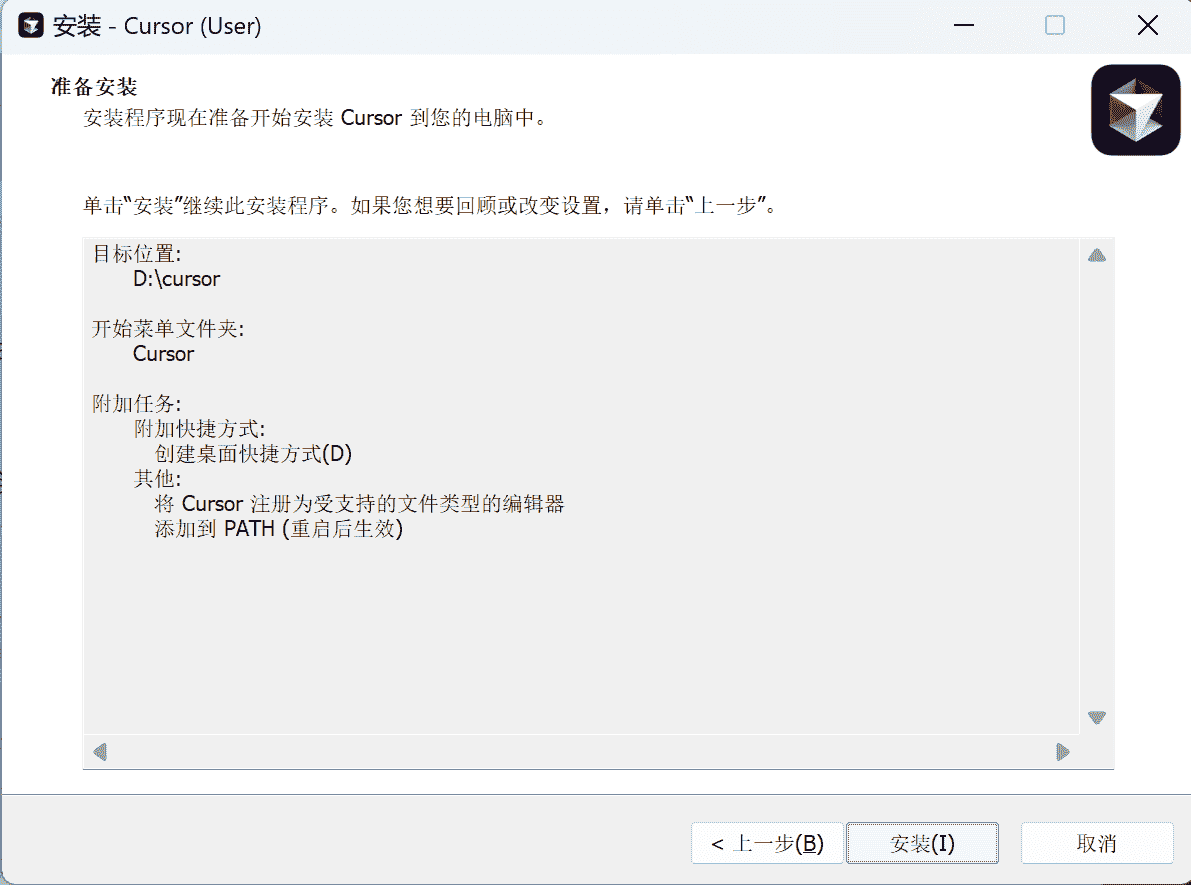 安装 - Cursor (User)
准备安装
安装程序现在准备开始安装 Cursor 到您的电脑中。
单击“安装”继续此安装程序。如果您想要回顾或改变设置，请单击“上一步”。
目标位置:
D:\cursor
开始菜单文件夹:
Cursor
附加任务:
附加快捷方式:
创建桌面快捷方式(D)
其他:
将 Cursor 注册为受支持的文件类型的编辑器
添加到 PATH (重启后生效)
< 上一步(B) 安装(I) 取消